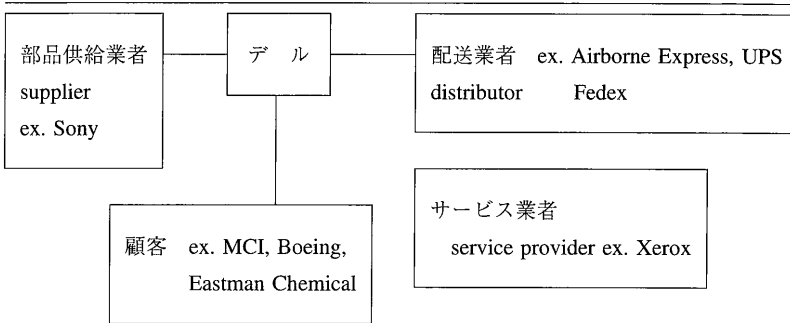 部品供給業者
supplier
ex. Sony
デル
配送業者 ex. Airborne Express, UPS
distributor Fedex
顧客 ex. MCI, Boeing,
Eastman Chemical
サービス業者
service provider ex. Xerox